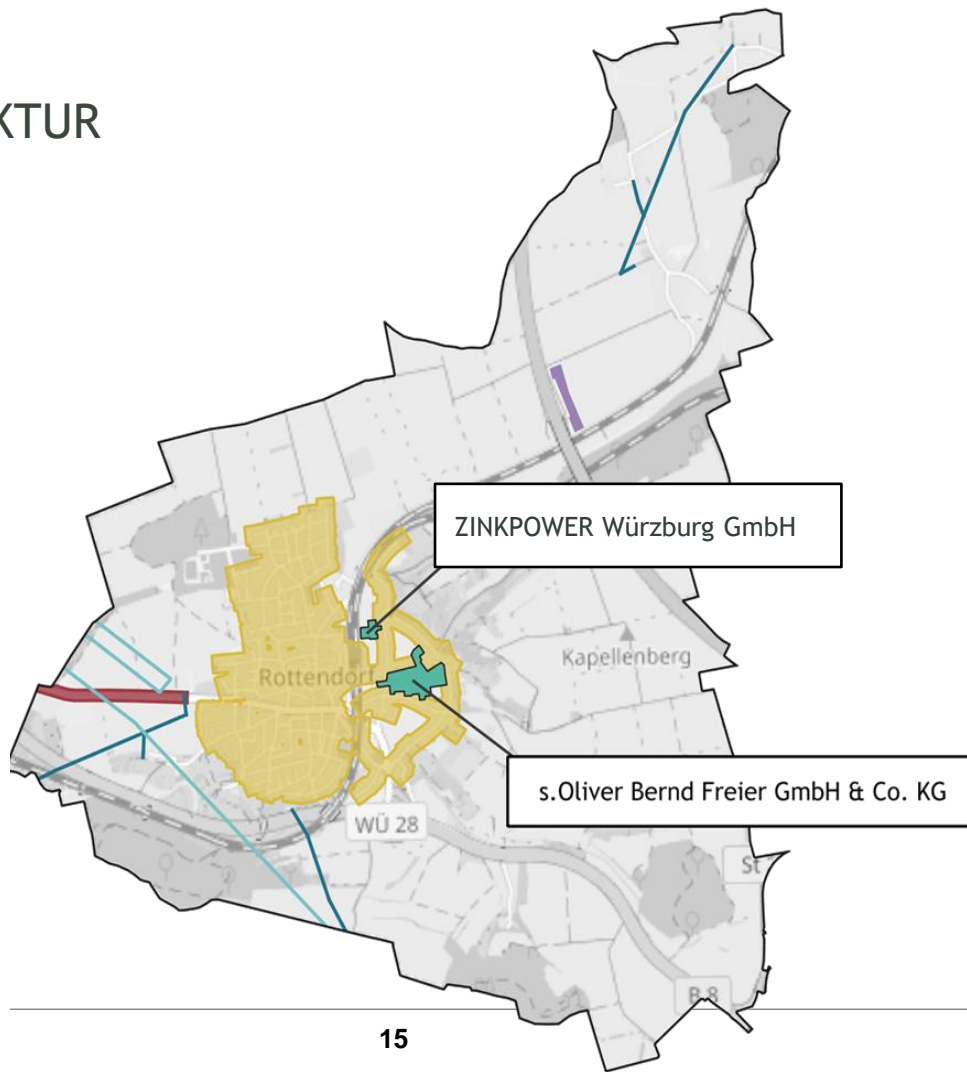 KTUR
ZINKPOWER Würzburg GmbH
Kapellenberg
Rottendorf
s.Oliver Bernd Freier GmbH & Co. KG
WÜ 28
St
B 8
15